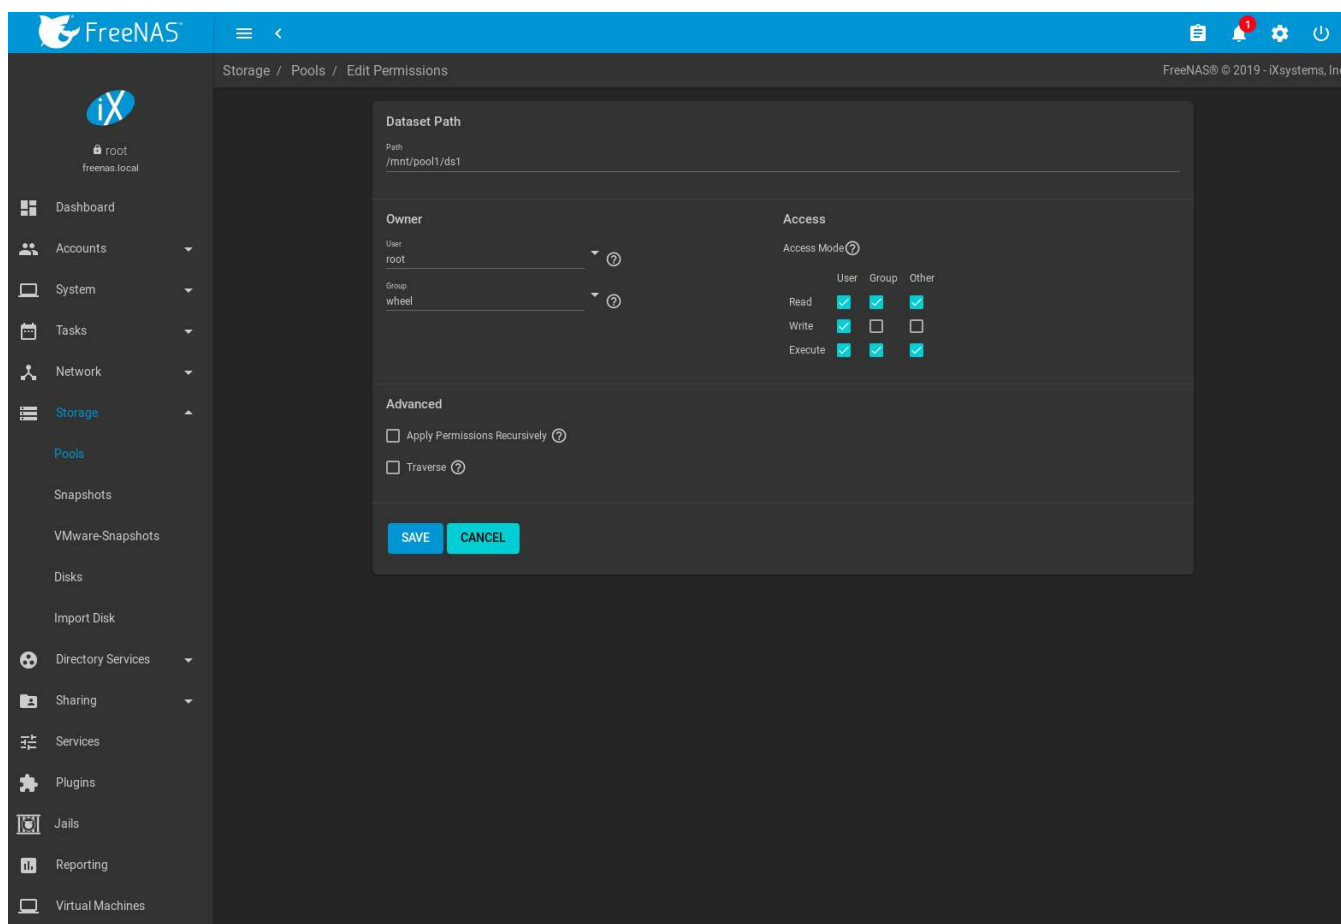 FreeNAS
1
Storage / Pools / Edit Permissions
FreeNAS® © 2019 - iXsystems, Inc
iX
root
freenas.local
Dashboard
Accounts
System
Tasks
Network
Storage
Pools
Snapshots
VMware-Snapshots
Disks
Import Disk
Directory Services
Sharing
Services
Plugins
Jails
Reporting
Virtual Machines
Dataset Path
Path
/mnt/pool1/ds1
Owner
User
root
Group
wheel
Access
Access Mode
User Group Other
Read
Write
Execute
Advanced
Apply Permissions Recursively
Traverse
SAVE CANCEL